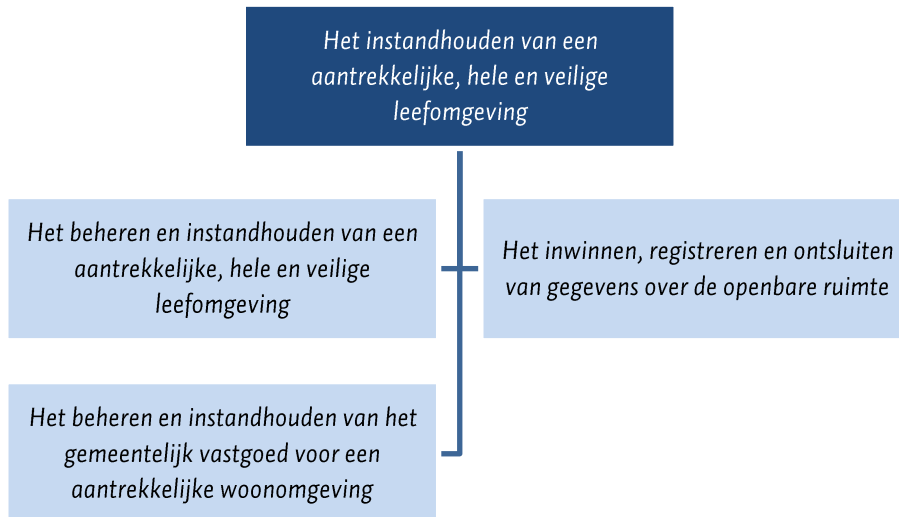 Het instandhouden van een
aantrekkelijke, hele en veilige
leefomgeving
Het beheren en instandhouden van een
aantrekkelijke, hele en veilige
leefomgeving
Het inwinnen, registreren en ontsluiten
van gegevens over de openbare ruimte
Het beheren en instandhouden van het
gemeentelijk vastgoed voor een
aantrekkelijke woonomgeving